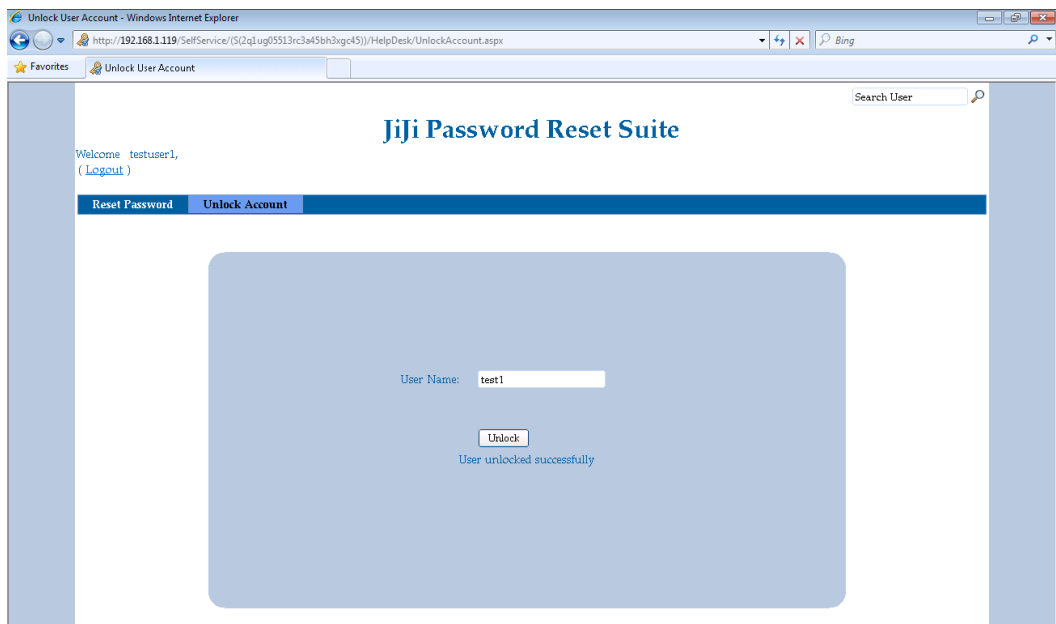 Unlock User Account - Windows Internet Explorer
http://192.168.1.119/SelfService/(S(2q1ug05513rc3a45bh3xgc45))/HelpDesk/UnlockAccount.aspx
Bing
Favorites
Unlock User Account
Search User
JiJi Password Reset Suite
Welcome testuser1,
( Logout )
Reset Password Unlock Account
User Name: test1
Unlock
User unlocked successfully